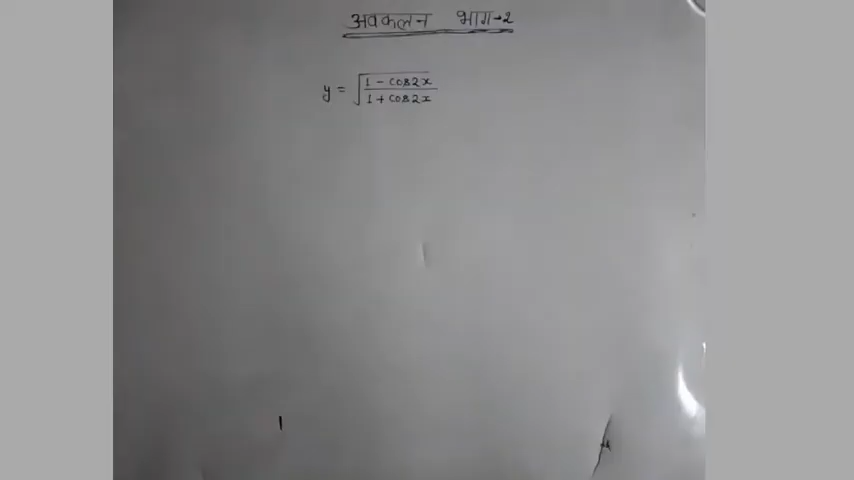 अवकलन भाग→2
y = √(1 - cos2x / 1 + cos2x)